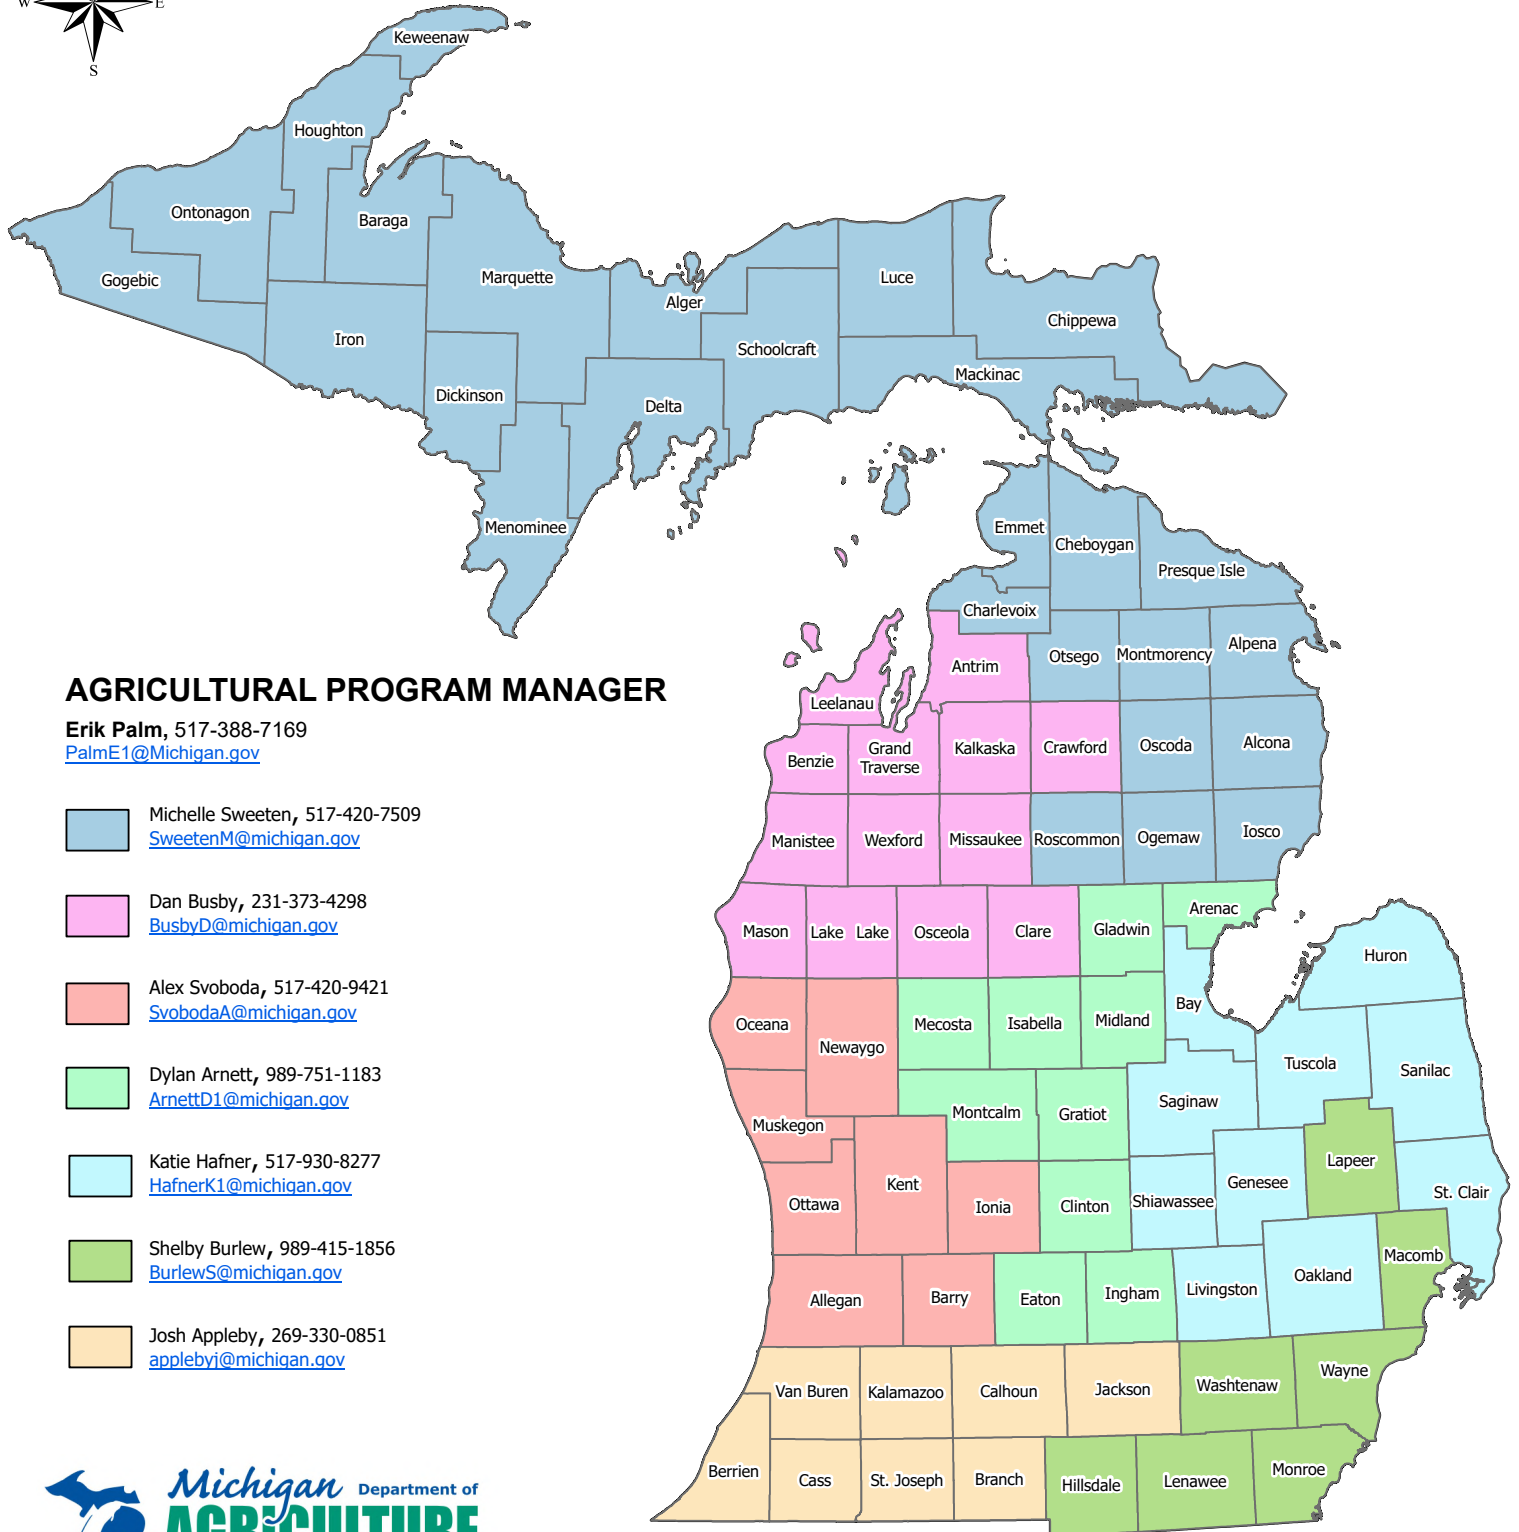 W
E
S
Keweenaw
Houghton
Ontonagon
Baraga
Gogebic
Marquette
Luce
Alger
Chippewa
Iron
Schoolcraft
Mackinac
Dickinson
Delta
Menominee
Emmet
Cheboygan
Presque Isle
Charlevoix
Alpena
Otsego
Montmorency
Antrim
Leelanau
Benzie
Grand
Traverse
Kalkaska
Crawford
Oscoda
Alcona
Manistee
Wexford
Missaukee
Roscommon
Ogemaw
Iosco
Mason
Lake Lake
Osceola
Clare
Gladwin
Arenac
Huron
Oceana
Newaygo
Mecosta
Isabella
Midland
Bay
Tuscola
Sanilac
Muskegon
Montcalm
Gratiot
Saginaw
Lapeer
Ottawa
Kent
Ionia
Clinton
Shiawassee
Genesee
St. Clair
Allegan
Barry
Eaton
Ingham
Livingston
Oakland
Macomb
Van Buren
Kalamazoo
Calhoun
Jackson
Washtenaw
Wayne
Berrien
Cass
St. Joseph
Branch
Hillsdale
Lenawee
Monroe
AGRICULTURAL PROGRAM MANAGER
Erik Palm, 517-388-7169
PalmE1@Michigan.gov
Michelle Sweeten, 517-420-7509
SweetenM@michigan.gov
Dan Busby, 231-373-4298
BusbyD@michigan.gov
Alex Svoboda, 517-420-9421
SvobodaA@michigan.gov
Dylan Arnett, 989-751-1183
ArnettD1@michigan.gov
Katie Hafner, 517-930-8277
HafnerK1@michigan.gov
Shelby Burlew, 989-415-1856
BurlewS@michigan.gov
Josh Appleby, 269-330-0851
applebyj@michigan.gov
Michigan Department of
AGRICULTURE